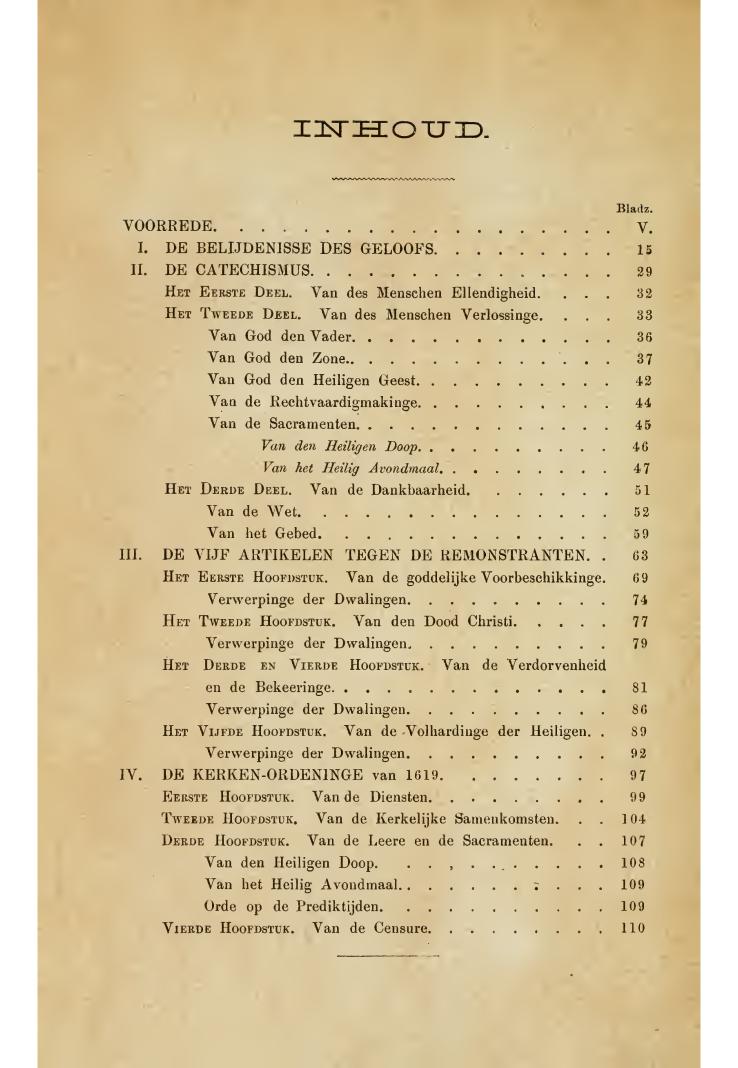 INHOUD.
Bladz.
VOORREDE. . . . . . . . . . . . . . . . . . V.
I. DE BELIJDENISSE DES GELOOFS. . . . . . . . . 15
II. DE CATECHISMUS. . . . . . . . . . . . . . . 29
HET EERSTE DEEL. Van des Menschen Ellendigheid. . . . 32
HET TWEEDE DEEL. Van des Menschen Verlossinge. . . . 33
Van God den Vader. . . . . . . . . . . . . 36
Van God den Zone.. . . . . . . . . . . . . 37
Van God den Heiligen Geest. . . . . . . . . . 42
Van de Rechtvaardigmakinge. . . . . . . . . . 44
Van de Sacramenten. . . . . . . . . . . . . 45
Van den Heiligen Doop. . . . . . . . . . 46
Van het Heilig Avondmaal. . . . . . . . . 47
HET DERDE DEEL. Van de Dankbaarheid. . . . . . . 51
Van de Wet. . . . . . . . . . . . . . . 52
Van het Gebed. . . . . . . . . . . . . . 59
III. DE VIJF ARTIKELEN TEGEN DE REMONSTRANTEN. . 63
HET EERSTE HOOFDSTUK. Van de goddelijke Voorbeschikkinge. 69
Verwerpinge der Dwalingen. . . . . . . . . . 74
HET TWEEDE HOOFDSTUK. Van den Dood Christi. . . . . 77
Verwerpinge der Dwalingen. . . . . . . . . . 79
HET DERDE EN VIERDE HOOFDSTUK. Van de Verdorvenheid
en de Bekeeringe. . . . . . . . . . . . . . 81
Verwerpinge der Dwalingen. . . . . . . . . . 86
HET VIJFDE HOOFDSTUK. Van de Volhardinge der Heiligen. . 89
Verwerpinge der Dwalingen. . . . . . . . . . 92
IV. DE KERKEN-ORDENINGE van 1619. . . . . . . . 97
EERSTE HOOFDSTUK. Van de Diensten. . . . . . . . . 99
TWEEDE HOOFDSTUK. Van de Kerkelijke Samenkomsten. . . 104
DERDE HOOFDSTUK. Van de Leere en de Sacramenten. . . 107
Van den Heiligen Doop. . . . . . . . . . . 108
Van het Heilig Avondmaal. . . . . . . . . . . 109
Orde op de Prediktijden. . . . . . . . . . . 109
VIERDE HOOFDSTUK. Van de Censure. . . . . . . . . 110